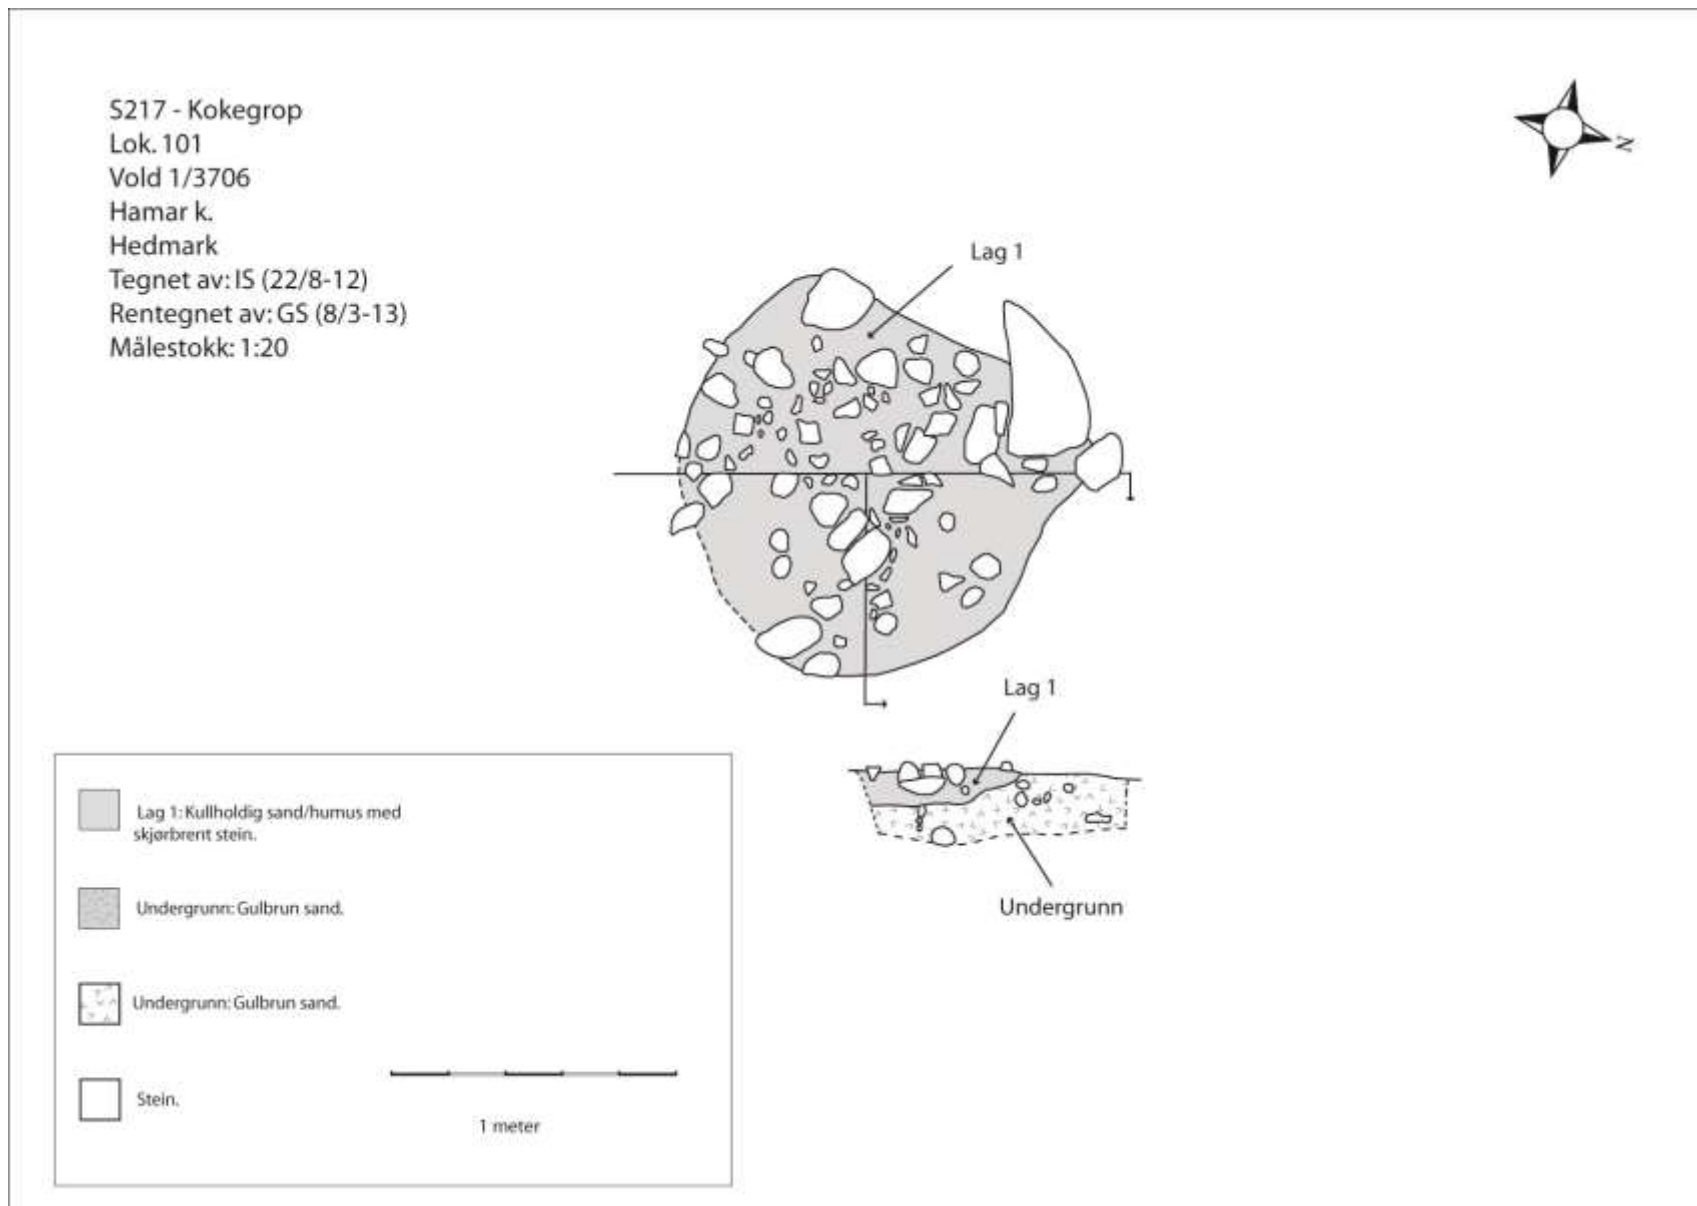 S217 - Kokegrop
Lok. 101
Vold 1/3706
Hamar k.
Hedmark
Tegnet av: IS (22/8-12)
Rentegnet av: GS (8/3-13)
Målestokk: 1:20
N
Lag 1
Lag 1
Undergrunn
Lag 1: Kullholdig sand/humus med
skjørbrent stein.
Undergrunn: Gulbrun sand.
Undergrunn: Gulbrun sand.
Stein.
1 meter